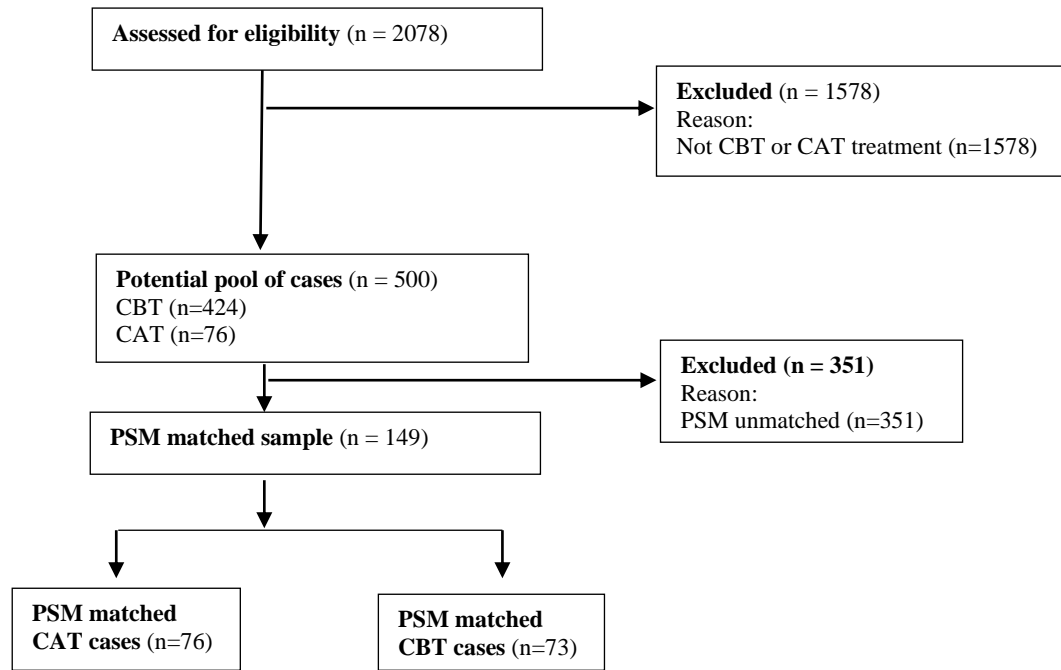 Assessed for eligibility (n = 2078)
Excluded (n = 1578)
Reason:
Not CBT or CAT treatment (n=1578)
Potential pool of cases (n = 500)
CBT (n=424)
CAT (n=76)
Excluded (n = 351)
Reason:
PSM unmatched (n=351)
PSM matched sample (n = 149)
PSM matched
CAT cases (n=76)
PSM matched
CBT cases (n=73)